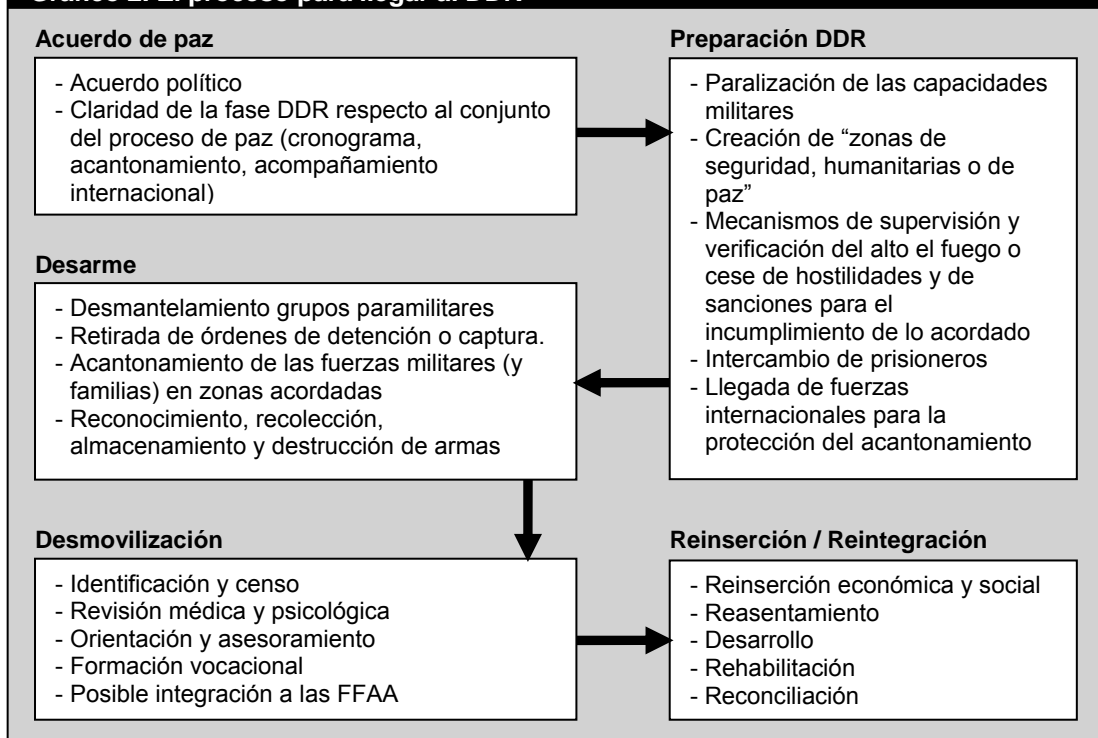 Acuerdo de paz
- Acuerdo político
- Claridad de la fase DDR respecto al conjunto
del proceso de paz (cronograma,
acantonamiento, acompañamiento
internacional)
Preparación DDR
- Paralización de las capacidades
militares
- Creación de “zonas de
seguridad, humanitarias o de
paz”
- Mecanismos de supervisión y
verificación del alto el fuego o
cese de hostilidades y de
sanciones para el
incumplimiento de lo acordado
- Intercambio de prisioneros
- Llegada de fuerzas
internacionales para la
protección del acantonamiento
Desarme
- Desmantelamiento grupos paramilitares
- Retirada de órdenes de detención o captura.
- Acantonamiento de las fuerzas militares (y
familias) en zonas acordadas
- Reconocimiento, recolección,
almacenamiento y destrucción de armas
Desmovilización
- Identificación y censo
- Revisión médica y psicológica
- Orientación y asesoramiento
- Formación vocacional
- Posible integración a las FFAA
Reinserción / Reintegración
- Reinserción económica y social
- Reasentamiento
- Desarrollo
- Rehabilitación
- Reconciliación